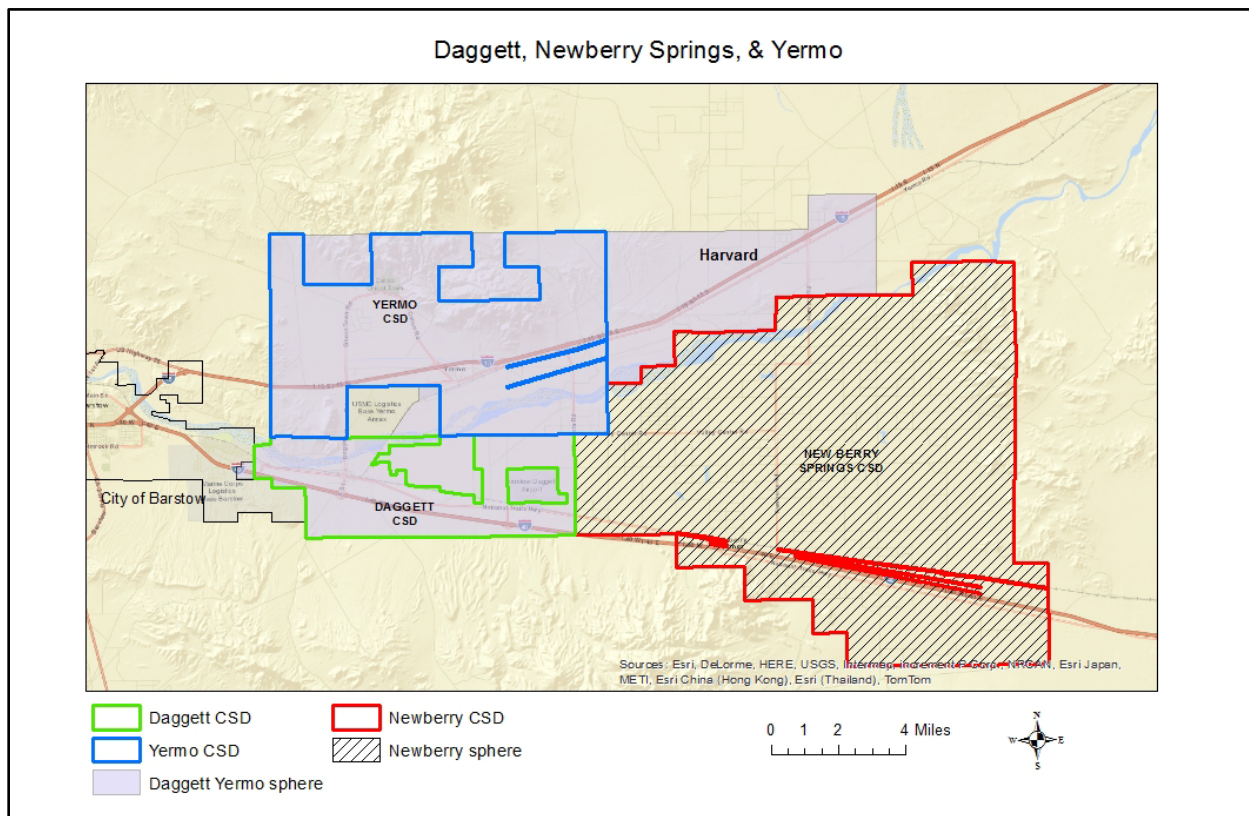 Daggett, Newberry Springs, & Yermo
Harvard
YERMO
CSD
Yermo
USMC Logistics
Base Yermo
Annex
City of Barstow
DAGGETT
CSD
NEW BERRY
SPRINGS CSD
Sources: Esri, DeLorme, HERE, USGS, Intermap, increment P Corp., NRCAN, Esri Japan,
METI, Esri China (Hong Kong), Esri (Thailand), TomTom
Daggett CSD
Newberry CSD
Yermo CSD
Newberry sphere
Daggett Yermo sphere
0 1 2 4 Miles
N
W E
S